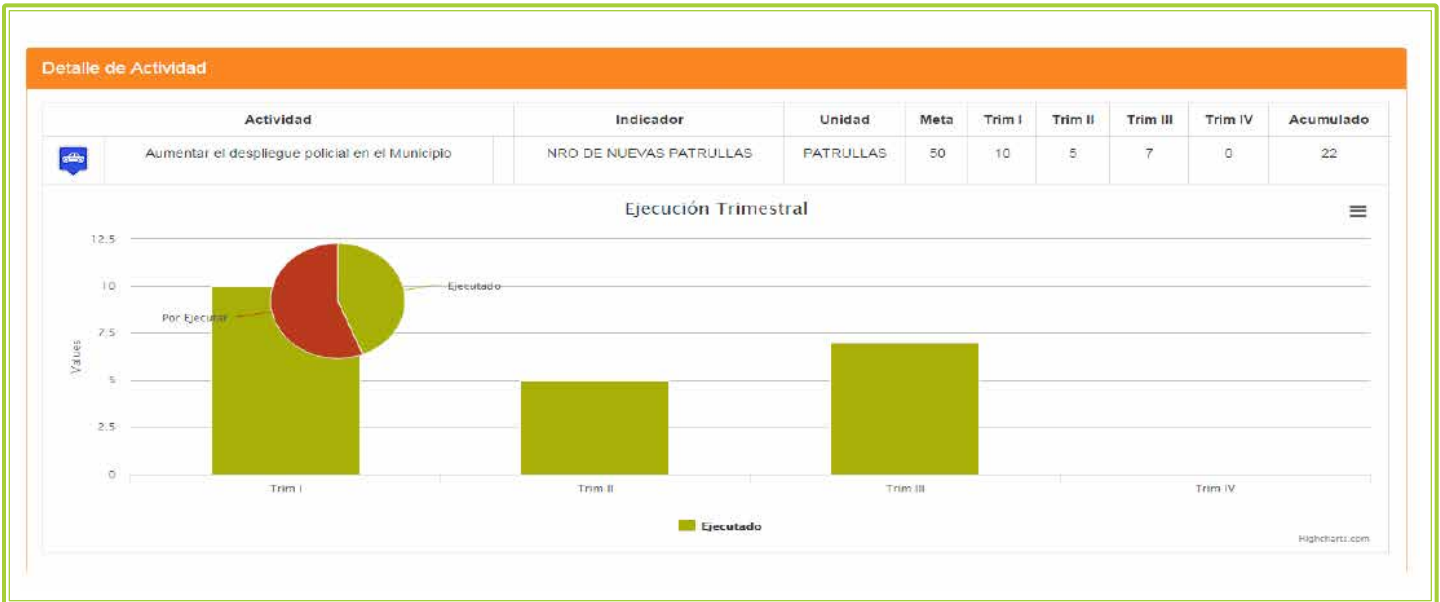 Detalle de Actividad
Actividad Indicador Unidad Meta Trim I Trim II Trim III Trim IV Acumulado
Aumentar el despliegue policial en el Municipio NRO DE NUEVAS PATRULLAS PATRULLAS 50 10 5 7 0 22
Ejecución Trimestral
12.5
10
7.5
5
2.5
0
Values
Ejecutado
Por Ejecutar
Trim I Trim II Trim III Trim IV
Ejecutado
Highcharts.com